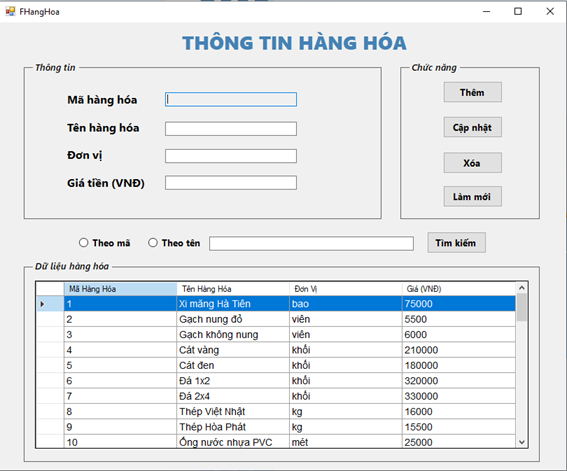 FHangHoa
THÔNG TIN HÀNG HÓA
Thông tin
Chức năng
Mã hàng hóa
Thêm
Tên hàng hóa
Cập nhật
Đơn vị
Xóa
Giá tiền (VNĐ)
Làm mới
Theo mã Theo tên Tìm kiếm
Dữ liệu hàng hóa
Mã Hàng Hóa Tên Hàng Hóa Đơn Vị Giá (VNĐ)
1 Xi măng Hà Tiên bao 75000
2 Gạch nung đỏ viên 5500
3 Gạch không nung viên 6000
4 Cát vàng khối 210000
5 Cát đen khối 180000
6 Đá 1x2 khối 320000
7 Đá 2x4 khối 330000
8 Thép Việt Nhật kg 16000
9 Thép Hòa Phát kg 15500
10 Ống nước nhựa PVC mét 25000